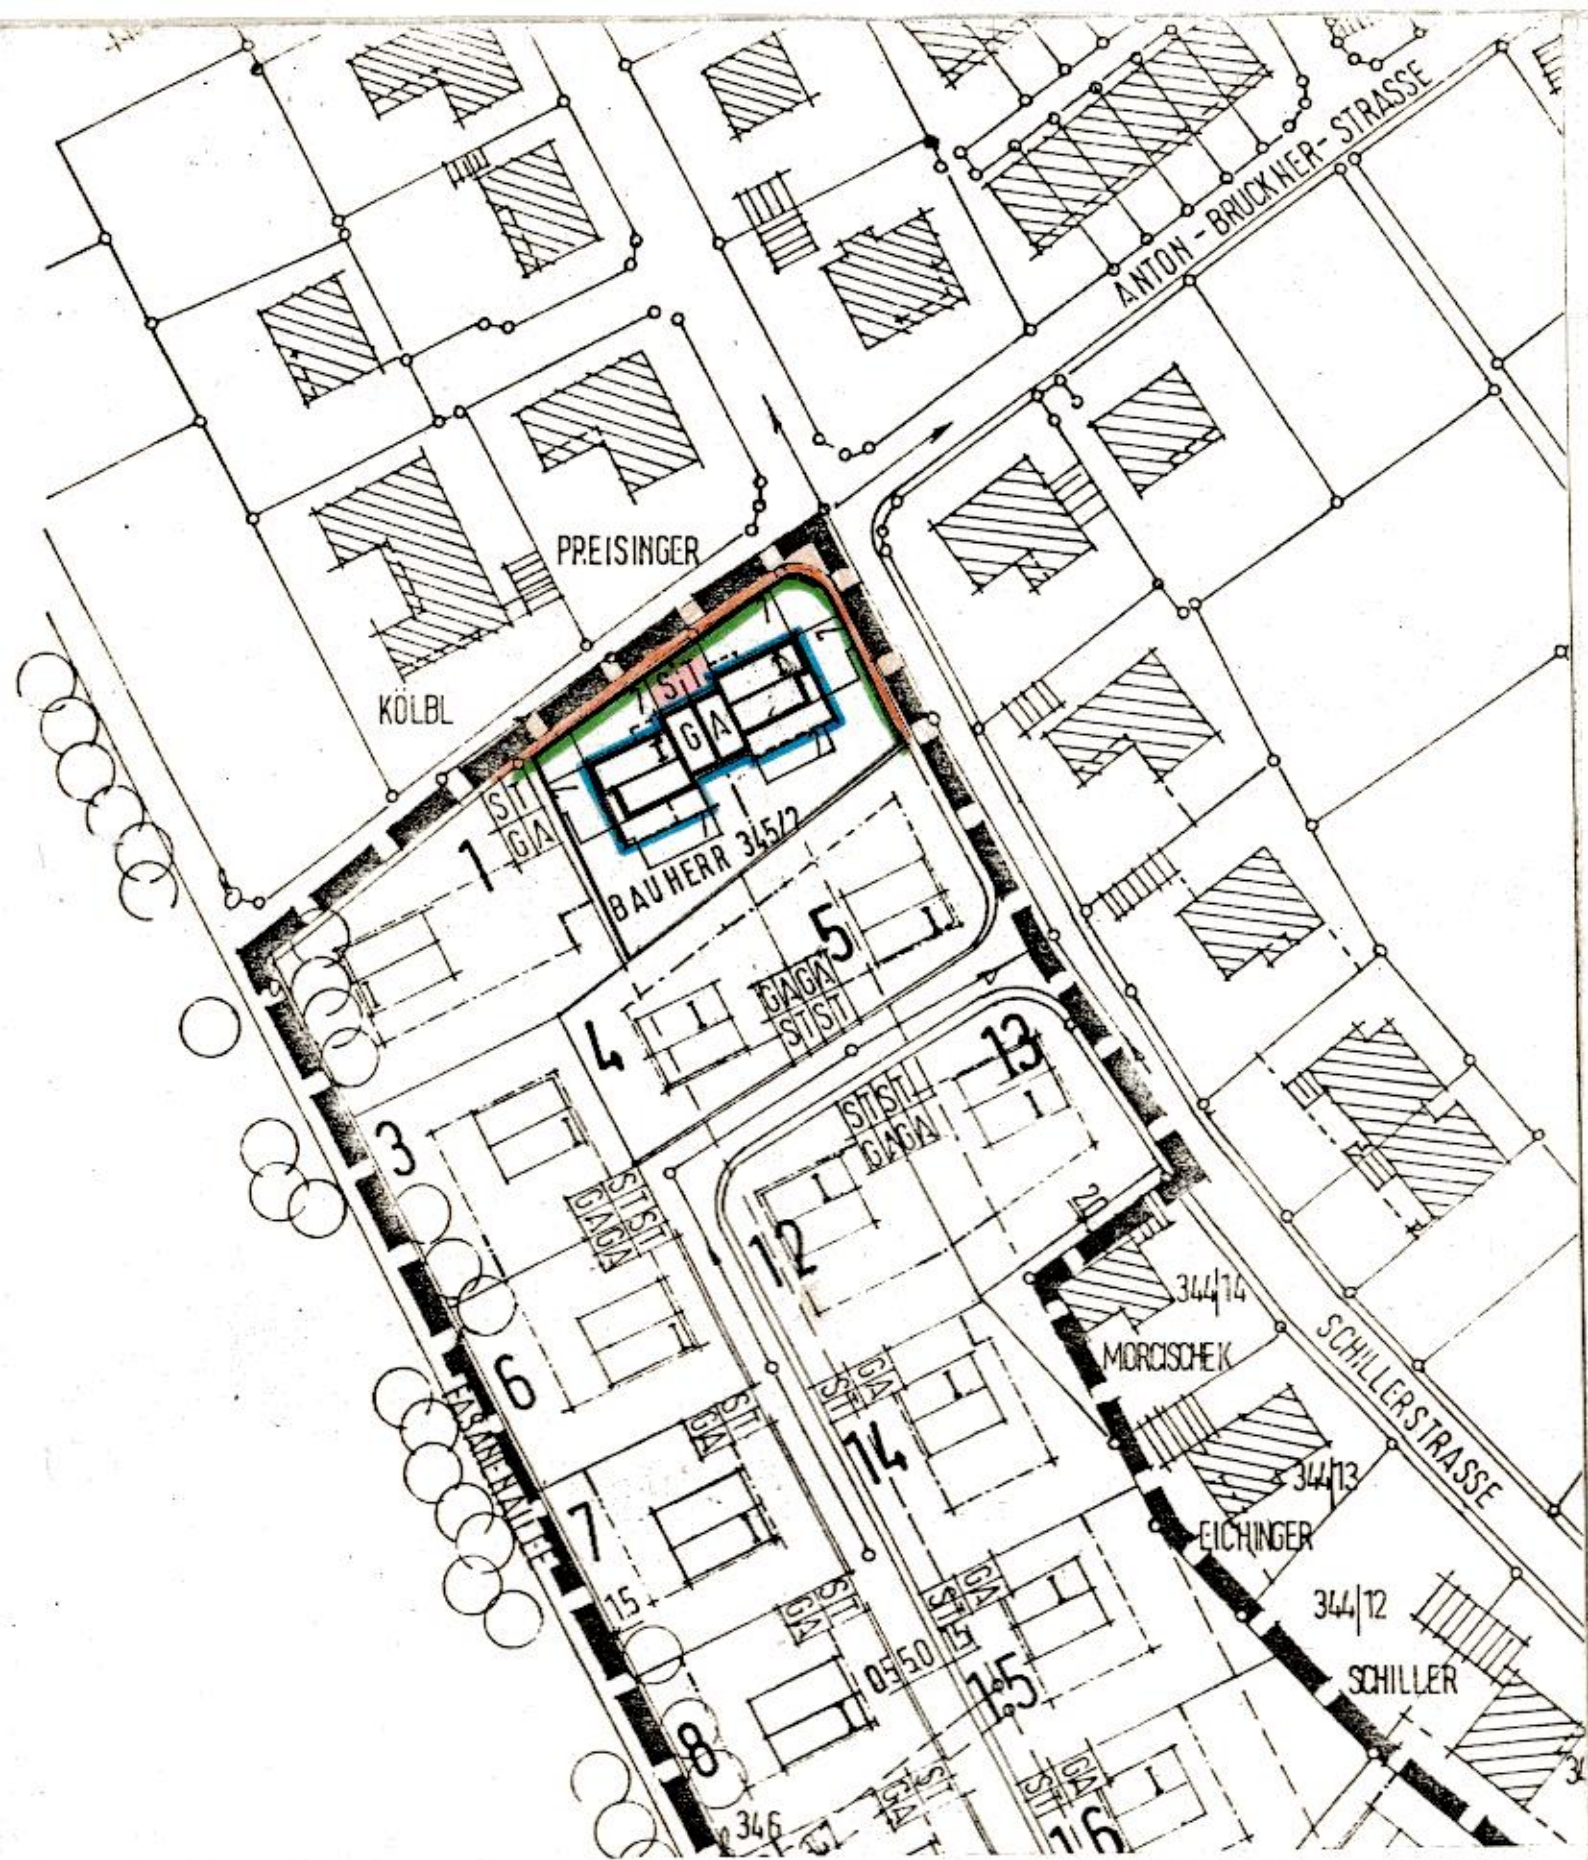 ANTON-BRUCKNER-STRASSE
PREISINGER
KÖLBL
ST
GA
I
I
ST
GA
1
BAUHERR 345/2
5
I
I
GAGA
STST
4
I
13
I
STST
GAGA
3
I
STST
GAGA
12
I
20
344/14
MORCISCHEK
SCHILLERSTRASSE
6
I
FASANENALLEE
GA
ST
I
14
ST
GA
344/13
EICHINGER
7
I
15
ST
GA
GA
ST
I
344/12
SCHILLER
15
8
I
346
ST
GA
GA
ST
I
16